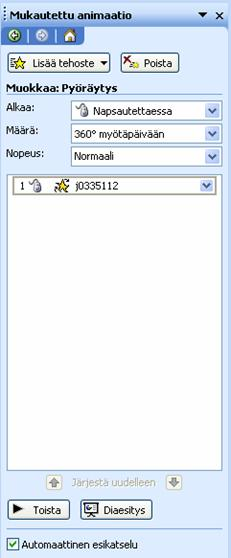 Mukautettu animaatio
Lisää tehoste Poista
Muokkaa: Pyöräytys
Alkaa: Napsautettaessa
Määrä: 360° myötäpäivään
Nopeus: Normaali
1 j0335112
Järjestä uudelleen
Toista Diaesitys
Automaattinen esikatselu